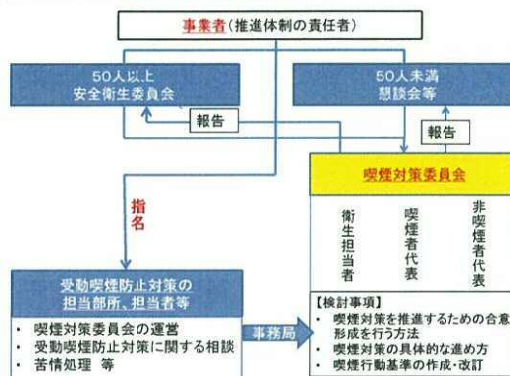 事業者(推進体制の責任者)
50人以上
安全衛生委員会
50人未満
懇談会等
報告
報告
指名
喫煙対策委員会
衛生担当者
喫煙者代表
非喫煙者代表
受動喫煙防止対策の
担当部所、担当者等
・ 喫煙対策委員会の運営
・ 受動喫煙防止対策に関する相談
・ 苦情処理 等
事務局
【検討事項】
・ 喫煙対策を推進するための合意
形成を行う方法
・ 喫煙対策の具体的な進め方
・ 喫煙行動基準の作成・改訂